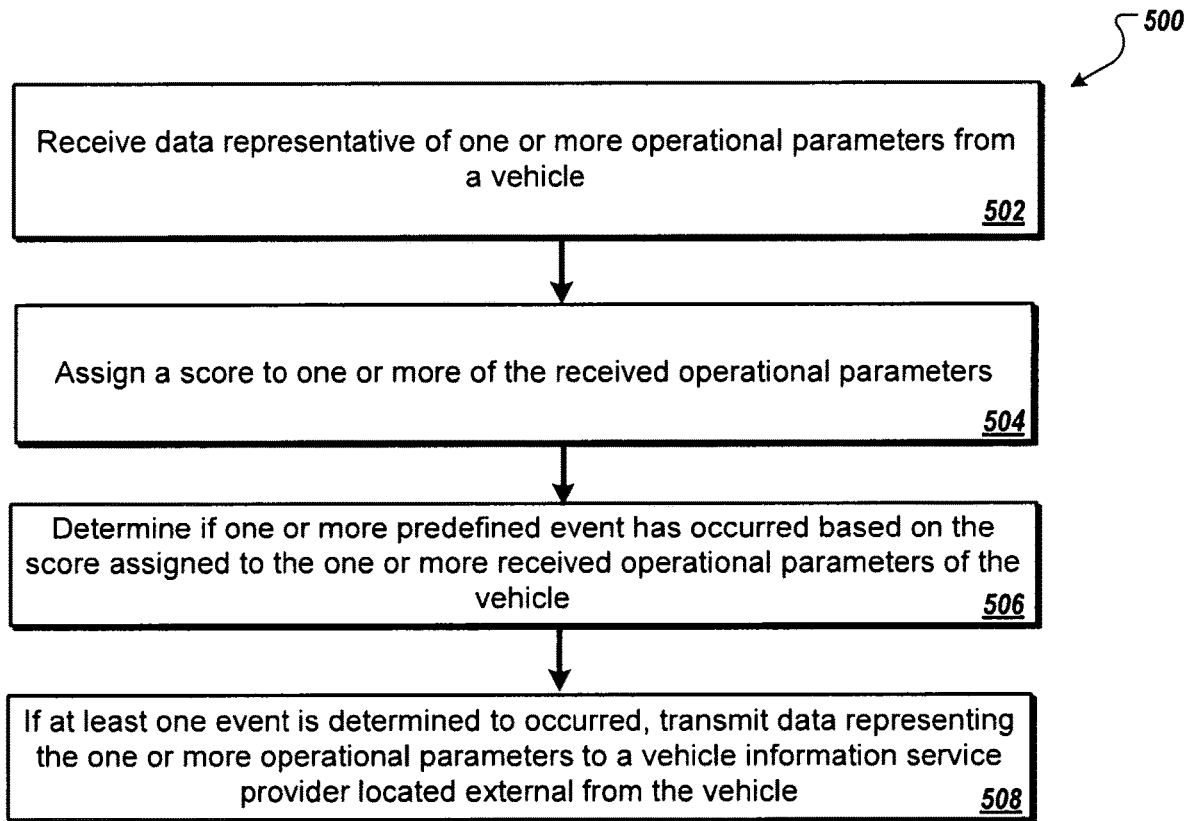 500
Receive data representative of one or more operational parameters from
a vehicle
502
Assign a score to one or more of the received operational parameters
504
Determine if one or more predefined event has occurred based on the
score assigned to the one or more received operational parameters of the
vehicle
506
If at least one event is determined to occurred, transmit data representing
the one or more operational parameters to a vehicle information service
provider located external from the vehicle
508